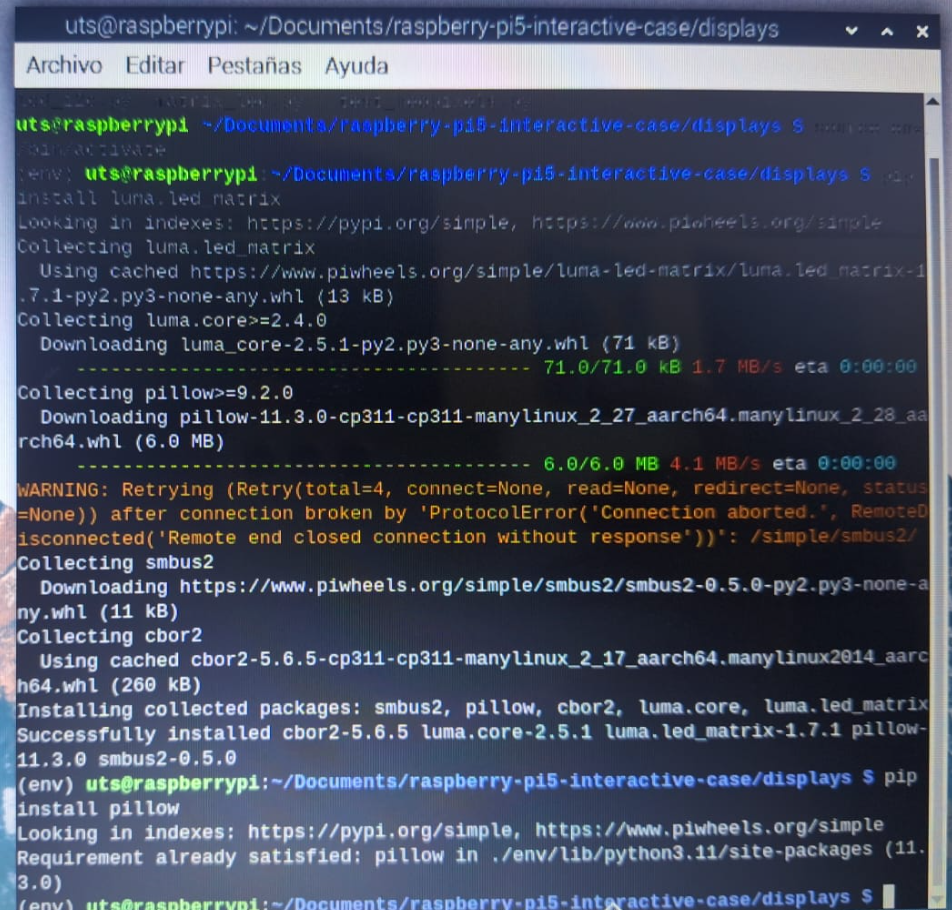 uts@raspberrypi: ~/Documents/raspberry-pi5-interactive-case/displays
Archivo Editar Pestañas Ayuda
uts@raspberrypi ~/Documents/raspberry-pi5-interactive-case/displays $
/bin/activate
(env) uts@raspberrypi:~/Documents/raspberry-pi5-interactive-case/displays $ pip
install luma.led_matrix
Looking in indexes: https://pypi.org/simple, https://www.piwheels.org/simple
Collecting luma.led_matrix
Using cached https://www.piwheels.org/simple/luma-led-matrix/luma.led_matrix-1
.7.1-py2.py3-none-any.whl (13 kB)
Collecting luma.core>=2.4.0
Downloading luma_core-2.5.1-py2.py3-none-any.whl (71 kB)
---------------------------------------- 71.0/71.0 kB 1.7 MB/s eta 0:00:00
Collecting pillow>=9.2.0
Downloading pillow-11.3.0-cp311-cp311-manylinux_2_27_aarch64.manylinux_2_28_aa
rch64.whl (6.0 MB)
---------------------------------------- 6.0/6.0 MB 4.1 MB/s eta 0:00:00
WARNING: Retrying (Retry(total=4, connect=None, read=None, redirect=None, status
=None)) after connection broken by 'ProtocolError('Connection aborted.', RemoteD
isconnected('Remote end closed connection without response'))': /simple/smbus2/
Collecting smbus2
Downloading https://www.piwheels.org/simple/smbus2/smbus2-0.5.0-py2.py3-none-a
ny.whl (11 kB)
Collecting cbor2
Using cached cbor2-5.6.5-cp311-cp311-manylinux_2_17_aarch64.manylinux2014_aarc
h64.whl (260 kB)
Installing collected packages: smbus2, pillow, cbor2, luma.core, luma.led_matrix
Successfully installed cbor2-5.6.5 luma.core-2.5.1 luma.led_matrix-1.7.1 pillow-
11.3.0 smbus2-0.5.0
(env) uts@raspberrypi:~/Documents/raspberry-pi5-interactive-case/displays $ pip
install pillow
Looking in indexes: https://pypi.org/simple, https://www.piwheels.org/simple
Requirement already satisfied: pillow in ./env/lib/python3.11/site-packages (11.
3.0)
(env) uts@raspberrypi:~/Documents/raspberry-pi5-interactive-case/displays $